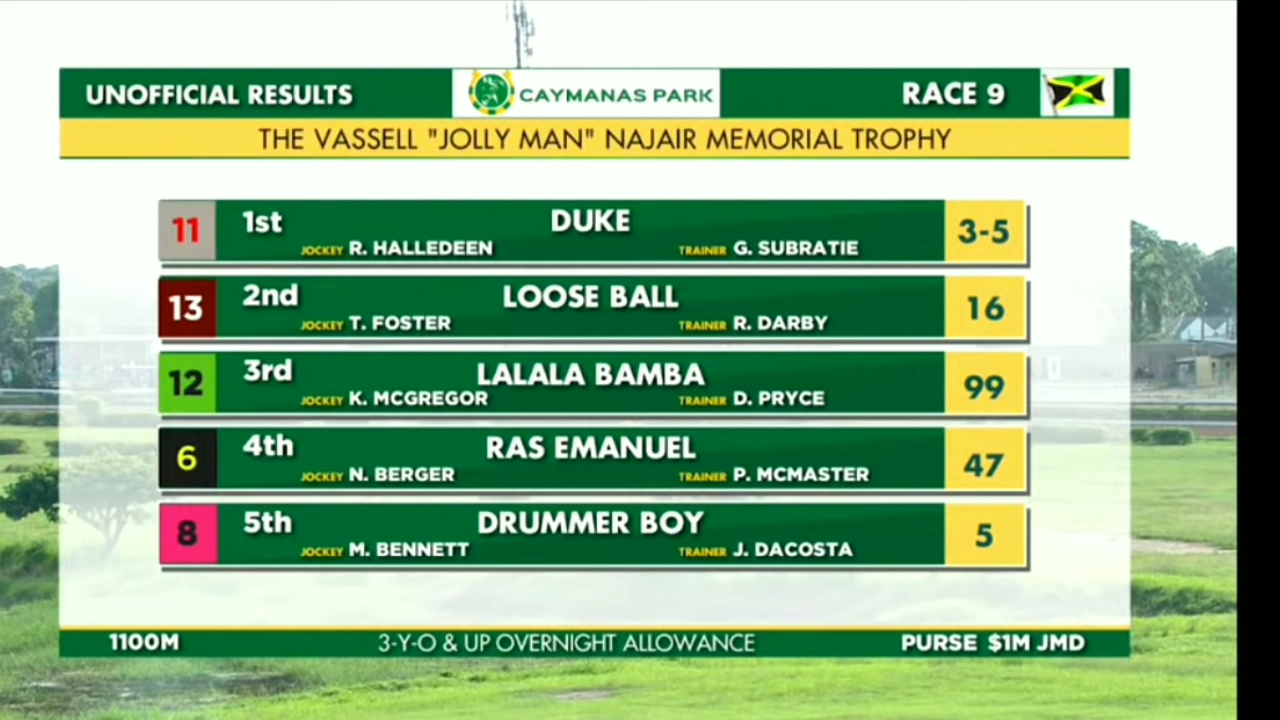 UNOFFICIAL RESULTS CAYMANAS PARK RACE 9
THE VASSELL "JOLLY MAN" NAJAIR MEMORIAL TROPHY
11 1st DUKE 3-5
JOCKEY R. HALLEDEEN TRAINER G. SUBRATIE
13 2nd LOOSE BALL 16
JOCKEY T. FOSTER TRAINER R. DARBY
12 3rd LALALA BAMBA 99
JOCKEY K. MCGREGOR TRAINER D. PRYCE
6 4th RAS EMANUEL 47
JOCKEY N. BERGER TRAINER P. MCMASTER
8 5th DRUMMER BOY 5
JOCKEY M. BENNETT TRAINER J. DACOSTA
1100M 3-Y-O & UP OVERNIGHT ALLOWANCE PURSE $1M JMD